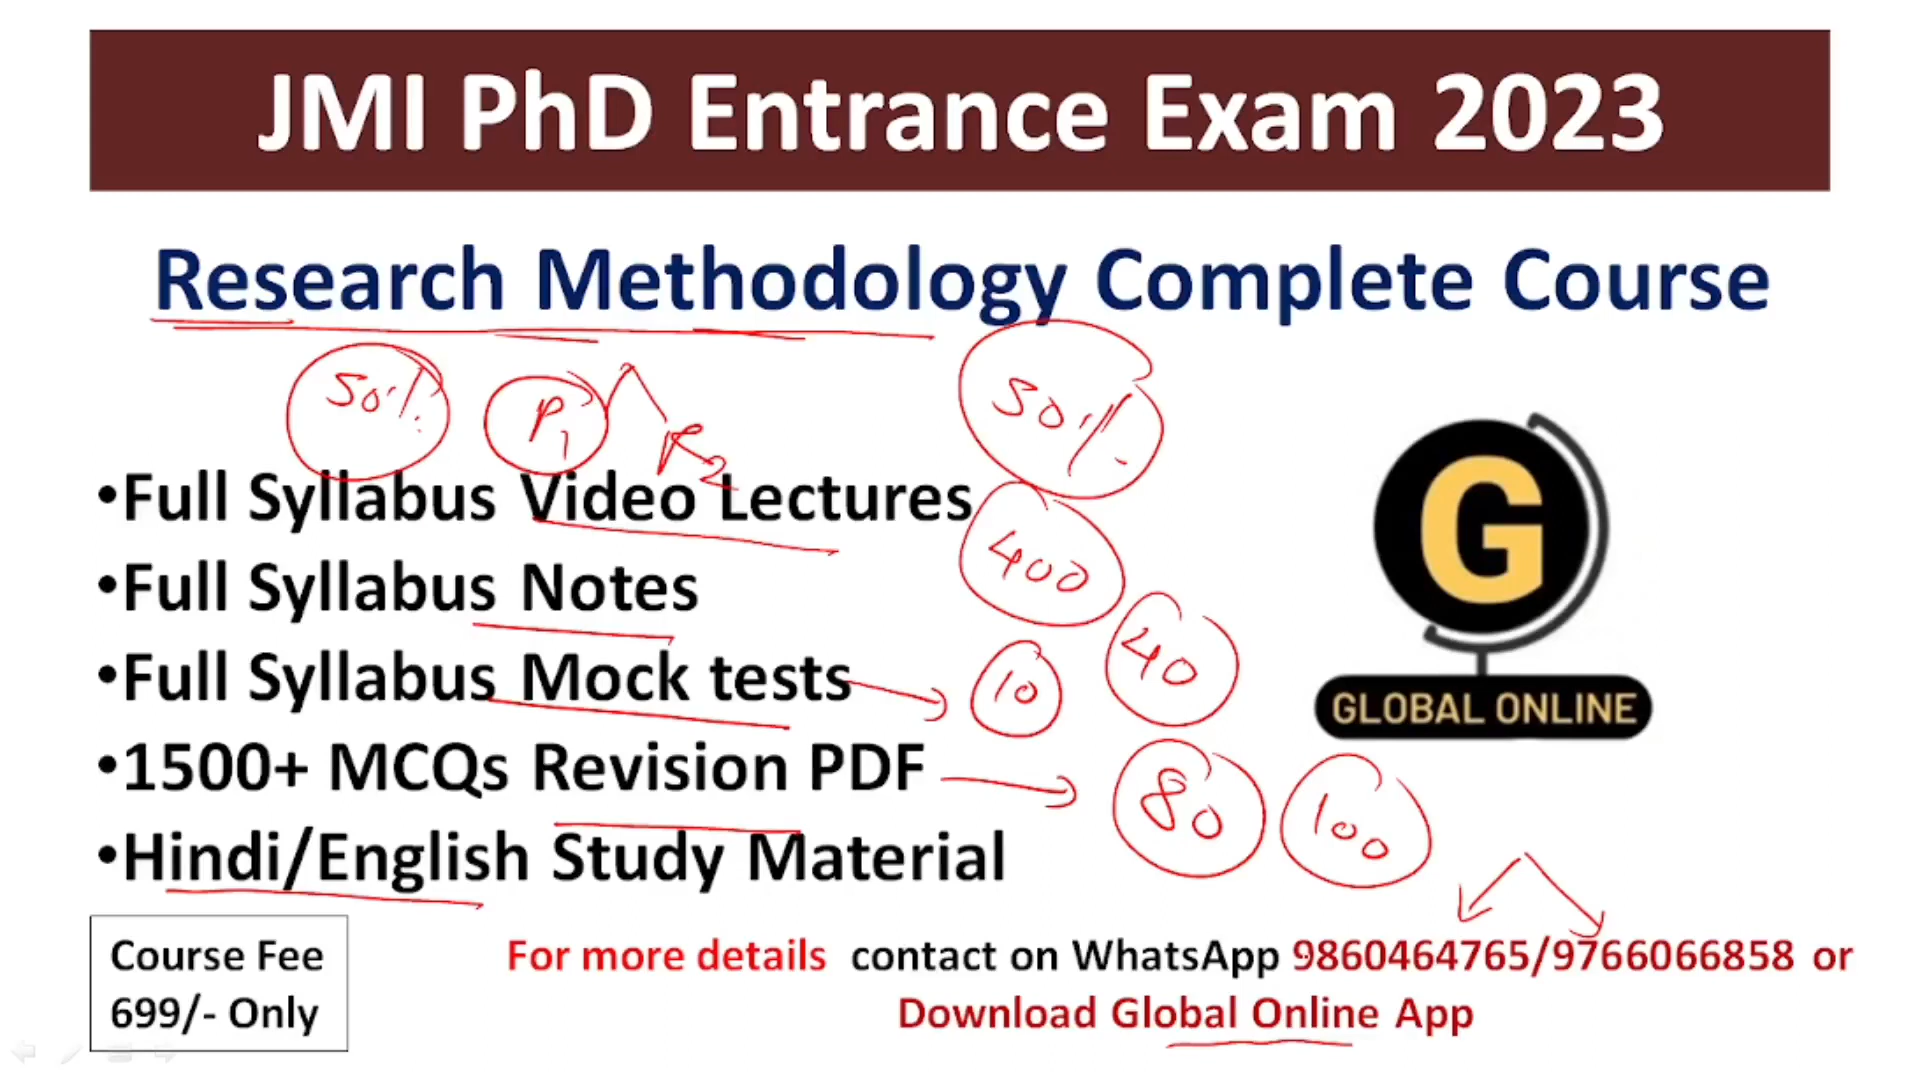 JMI PhD Entrance Exam 2023
Research Methodology Complete Course
50% P1 P2 50%
•Full Syllabus Video Lectures
400
•Full Syllabus Notes
40
•Full Syllabus Mock tests 10
G
GLOBAL ONLINE
•1500+ MCQs Revision PDF 80 100
•Hindi/English Study Material
Course Fee
699/- Only
For more details contact on WhatsApp 9860464765/9766066858 or
Download Global Online App